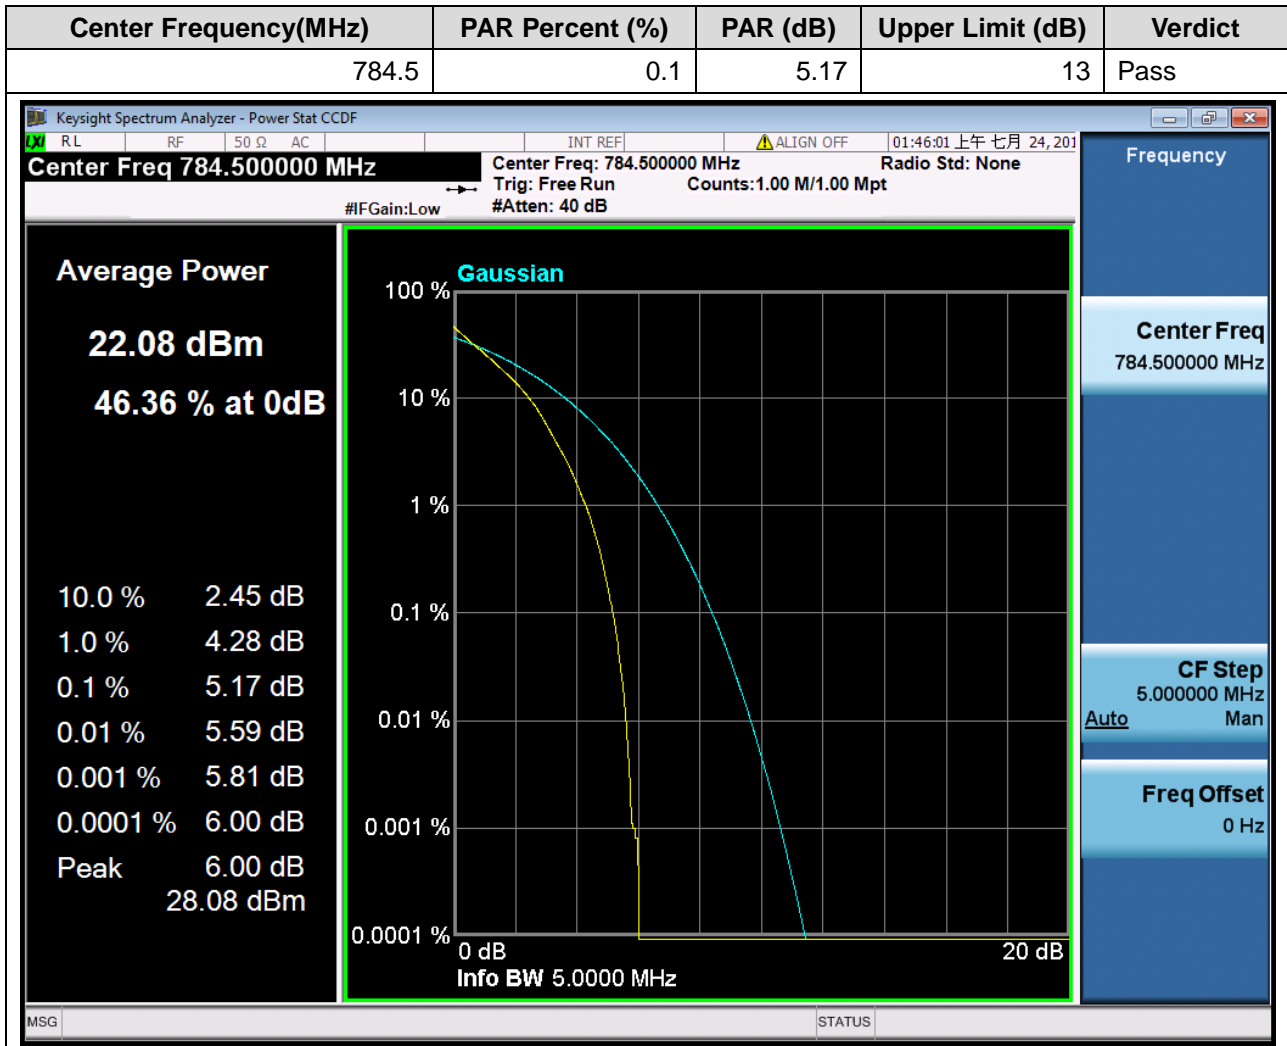 Center Frequency(MHz) PAR Percent (%) PAR (dB) Upper Limit (dB) Verdict
784.5 0.1 5.17 13 Pass
Keysight Spectrum Analyzer - Power Stat CCDF
LXI RL RF 50 Ω AC INT REF ALIGN OFF 01:46:01 上午 七月 24, 201
Center Freq 784.500000 MHz
Center Freq: 784.500000 MHz Radio Std: None
Trig: Free Run Counts:1.00 M/1.00 Mpt
#IFGain:Low #Atten: 40 dB
Average Power
22.08 dBm
46.36 % at 0dB
10.0 % 2.45 dB
1.0 % 4.28 dB
0.1 % 5.17 dB
0.01 % 5.59 dB
0.001 % 5.81 dB
0.0001 % 6.00 dB
Peak 6.00 dB
28.08 dBm
Gaussian
100 %
10 %
1 %
0.1 %
0.01 %
0.001 %
0.0001 %
0 dB 20 dB
Info BW 5.0000 MHz
Frequency
Center Freq
784.500000 MHz
CF Step
5.000000 MHz
Auto Man
Freq Offset
0 Hz
MSG STATUS